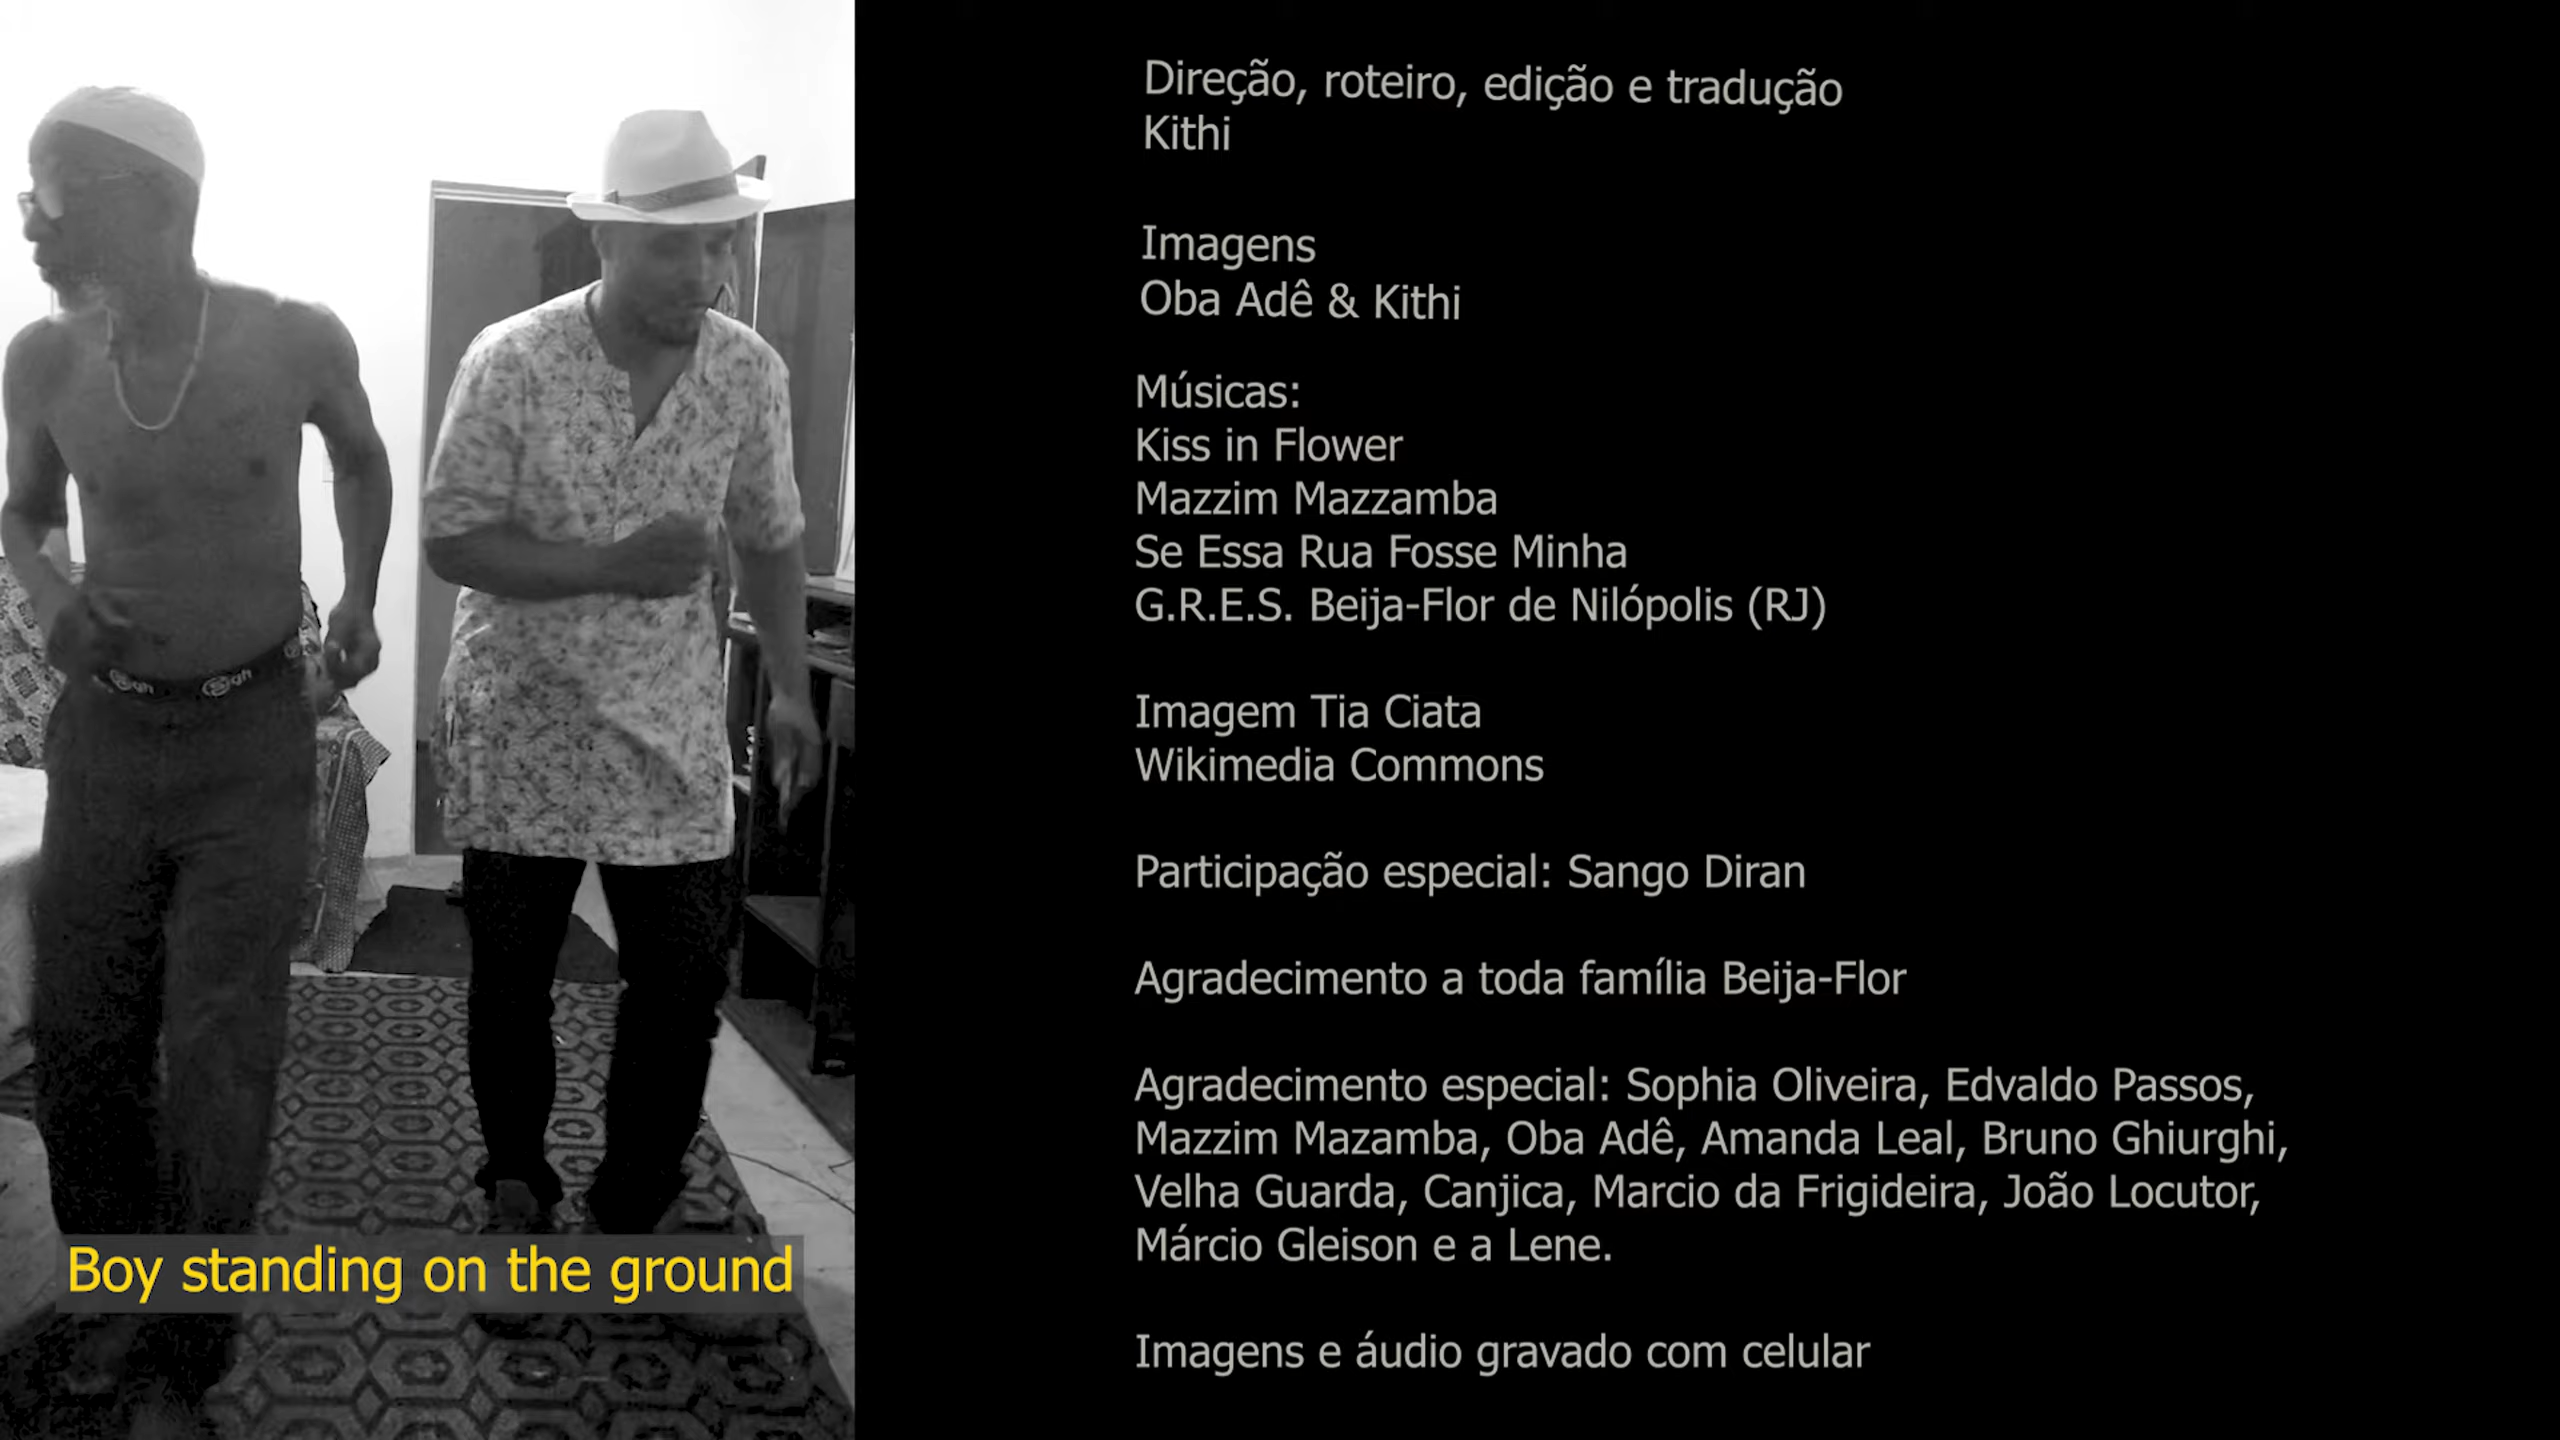 Direção, roteiro, edição e tradução
Kithi
Imagens
Oba Adê & Kithi
Músicas:
Kiss in Flower
Mazzim Mazzamba
Se Essa Rua Fosse Minha
G.R.E.S. Beija-Flor de Nilópolis (RJ)
Imagem Tia Ciata
Wikimedia Commons
Participação especial: Sango Diran
Agradecimento a toda família Beija-Flor
Agradecimento especial: Sophia Oliveira, Edvaldo Passos,
Mazzim Mazamba, Oba Adê, Amanda Leal, Bruno Ghiurghi,
Velha Guarda, Canjica, Marcio da Frigideira, João Locutor,
Márcio Gleison e a Lene.
Imagens e áudio gravado com celular
Boy standing on the ground